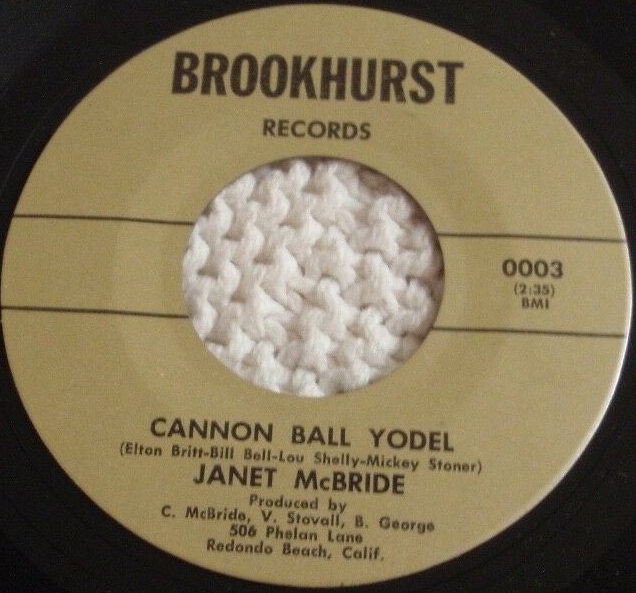 BROOKHURST
RECORDS
0003
(2:35)
BMI
CANNON BALL YODEL
(Elton Britt-Bill Bell-Lou Shelly-Mickey Stoner)
JANET McBRIDE
Produced by
C. McBride, V. Stovall, B. George
506 Phelan Lane
Redondo Beach, Calif.